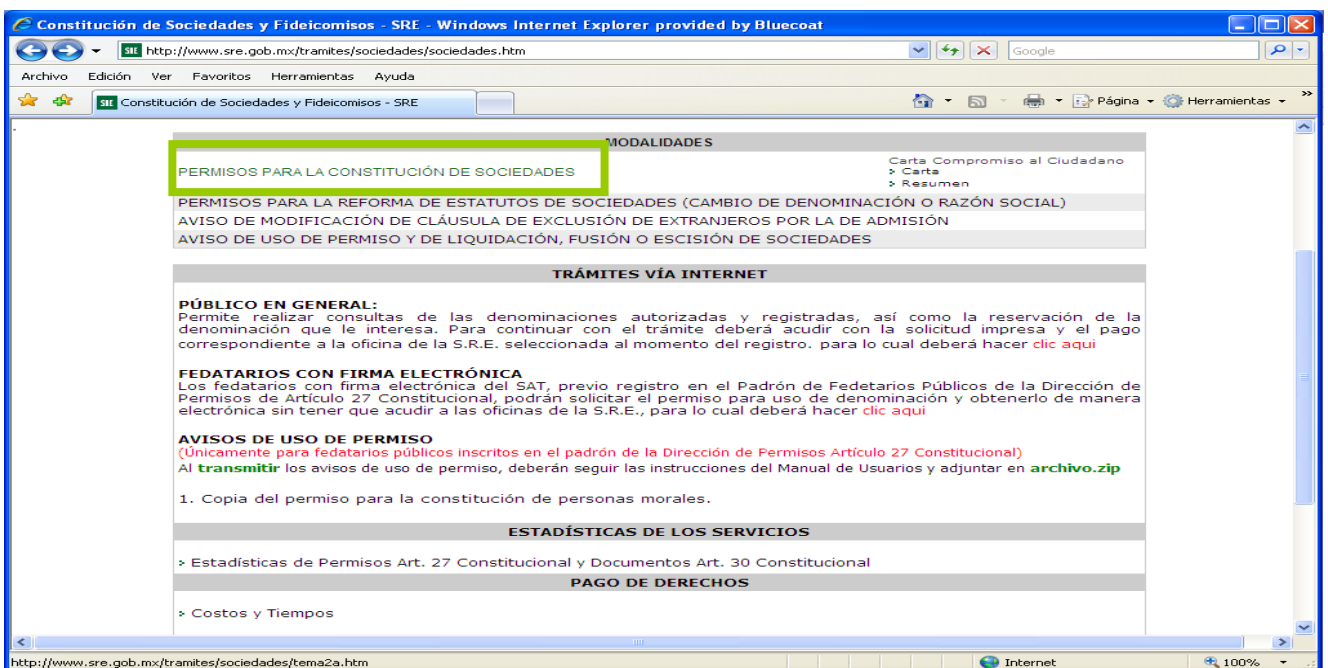 Constitución de Sociedades y Fideicomisos - SRE - Windows Internet Explorer provided by Bluecoat
SRE http://www.sre.gob.mx/tramites/sociedades/sociedades.htm
Google
Archivo Edición Ver Favoritos Herramientas Ayuda
SRE Constitución de Sociedades y Fideicomisos - SRE
Página Herramientas »
MODALIDADES
PERMISOS PARA LA CONSTITUCIÓN DE SOCIEDADES
Carta Compromiso al Ciudadano
> Carta
> Resumen
PERMISOS PARA LA REFORMA DE ESTATUTOS DE SOCIEDADES (CAMBIO DE DENOMINACIÓN O RAZÓN SOCIAL)
AVISO DE MODIFICACIÓN DE CLÁUSULA DE EXCLUSIÓN DE EXTRANJEROS POR LA DE ADMISIÓN
AVISO DE USO DE PERMISO Y DE LIQUIDACIÓN, FUSIÓN O ESCISIÓN DE SOCIEDADES
TRÁMITES VÍA INTERNET
PÚBLICO EN GENERAL:
Permite realizar consultas de las denominaciones autorizadas y registradas, así como la reservación de la
denominación que le interesa. Para continuar con el trámite deberá acudir con la solicitud impresa y el pago
correspondiente a la oficina de la S.R.E. seleccionada al momento del registro. para lo cual deberá hacer clic aqui
FEDATARIOS CON FIRMA ELECTRÓNICA
Los fedatarios con firma electrónica del SAT, previo registro en el Padrón de Fedetarios Públicos de la Dirección de
Permisos de Artículo 27 Constitucional, podrán solicitar el permiso para uso de denominación y obtenerlo de manera
electrónica sin tener que acudir a las oficinas de la S.R.E., para lo cual deberá hacer clic aqui
AVISOS DE USO DE PERMISO
(Únicamente para fedatarios públicos inscritos en el padrón de la Dirección de Permisos Artículo 27 Constitucional)
Al transmitir los avisos de uso de permiso, deberán seguir las instrucciones del Manual de Usuarios y adjuntar en archivo.zip
1. Copia del permiso para la constitución de personas morales.
ESTADÍSTICAS DE LOS SERVICIOS
> Estadísticas de Permisos Art. 27 Constitucional y Documentos Art. 30 Constitucional
PAGO DE DERECHOS
> Costos y Tiempos
http://www.sre.gob.mx/tramites/sociedades/tema2a.htm
Internet
100%